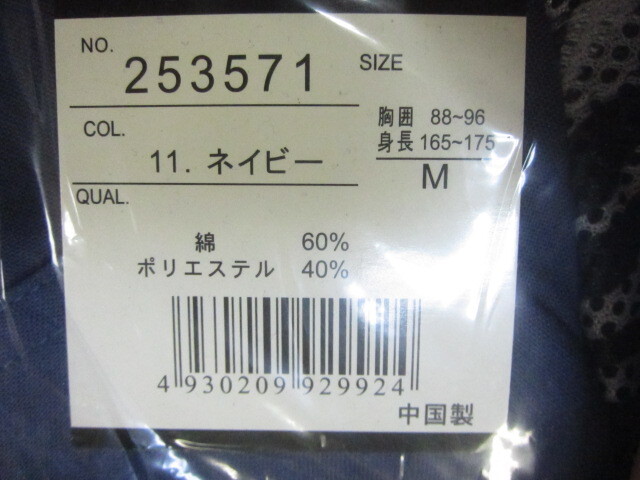 NO.
253571
SIZE
胸囲 88~96
身長 165~175
M
COL.
11. ネイビー
QUAL.
綿 60%
ポリエステル 40%
4 930209 929924
中国製